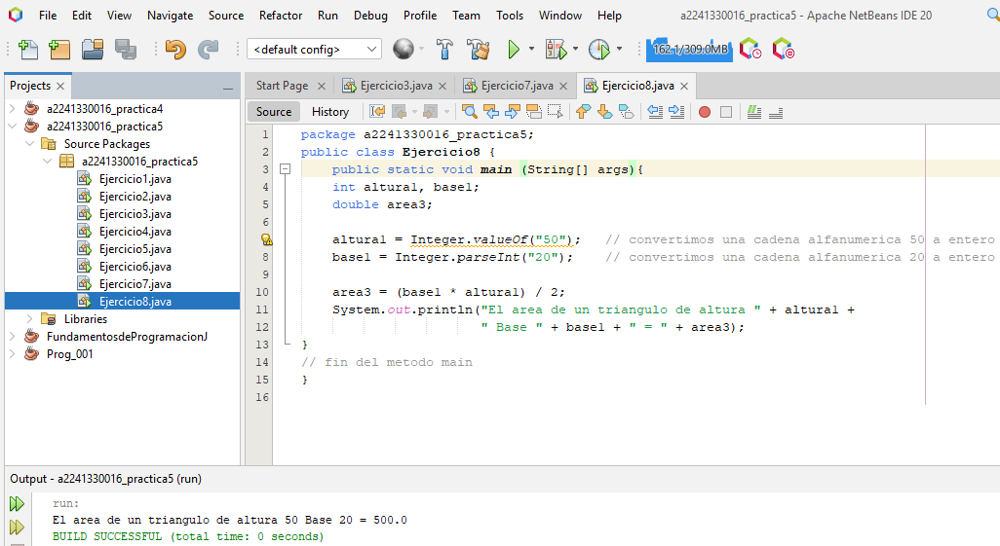 File Edit View Navigate Source Refactor Run Debug Profile Team Tools Window Help a2241330016_practica5 - Apache NetBeans IDE 20
<default config> 162.1/309.0MB
Projects
a2241330016_practica4
a2241330016_practica5
Source Packages
a2241330016_practica5
Ejercicio1.java
Ejercicio2.java
Ejercicio3.java
Ejercicio4.java
Ejercicio5.java
Ejercicio6.java
Ejercicio7.java
Ejercicio8.java
Libraries
FundamentosdeProgramacionJ
Prog_001
Start Page Ejercicio3.java Ejercicio7.java Ejercicio8.java
Source History
1 package a2241330016_practica5;
2 public class Ejercicio8 {
3 public static void main (String[] args){
4 int altura1, base1;
5 double area3;
6
altura1 = Integer.valueOf("50"); // convertimos una cadena alfanumerica 50 a entero
8 base1 = Integer.parseInt("20"); // convertimos una cadena alfanumerica 20 a entero
9
10 area3 = (base1 * altura1) / 2;
11 System.out.println("El area de un triangulo de altura " + altura1 +
12 " Base " + base1 + " = " + area3);
13 }
14 // fin del metodo main
15 }
16
Output - a2241330016_practica5 (run)
run:
El area de un triangulo de altura 50 Base 20 = 500.0
BUILD SUCCESSFUL (total time: 0 seconds)